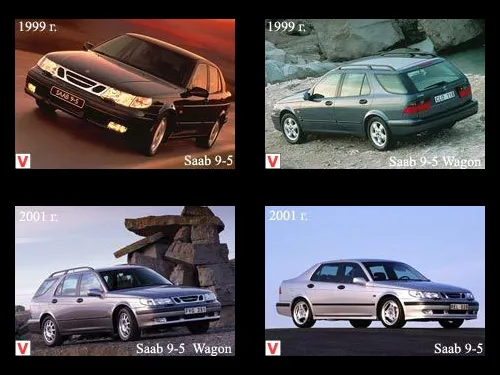 1999 г.
SAAB 9-5
V
Saab 9-5
1999 г.
V
Saab 9-5 Wagon
2001 г.
V
Saab 9-5 Wagon
2001 г.
V
Saab 9-5